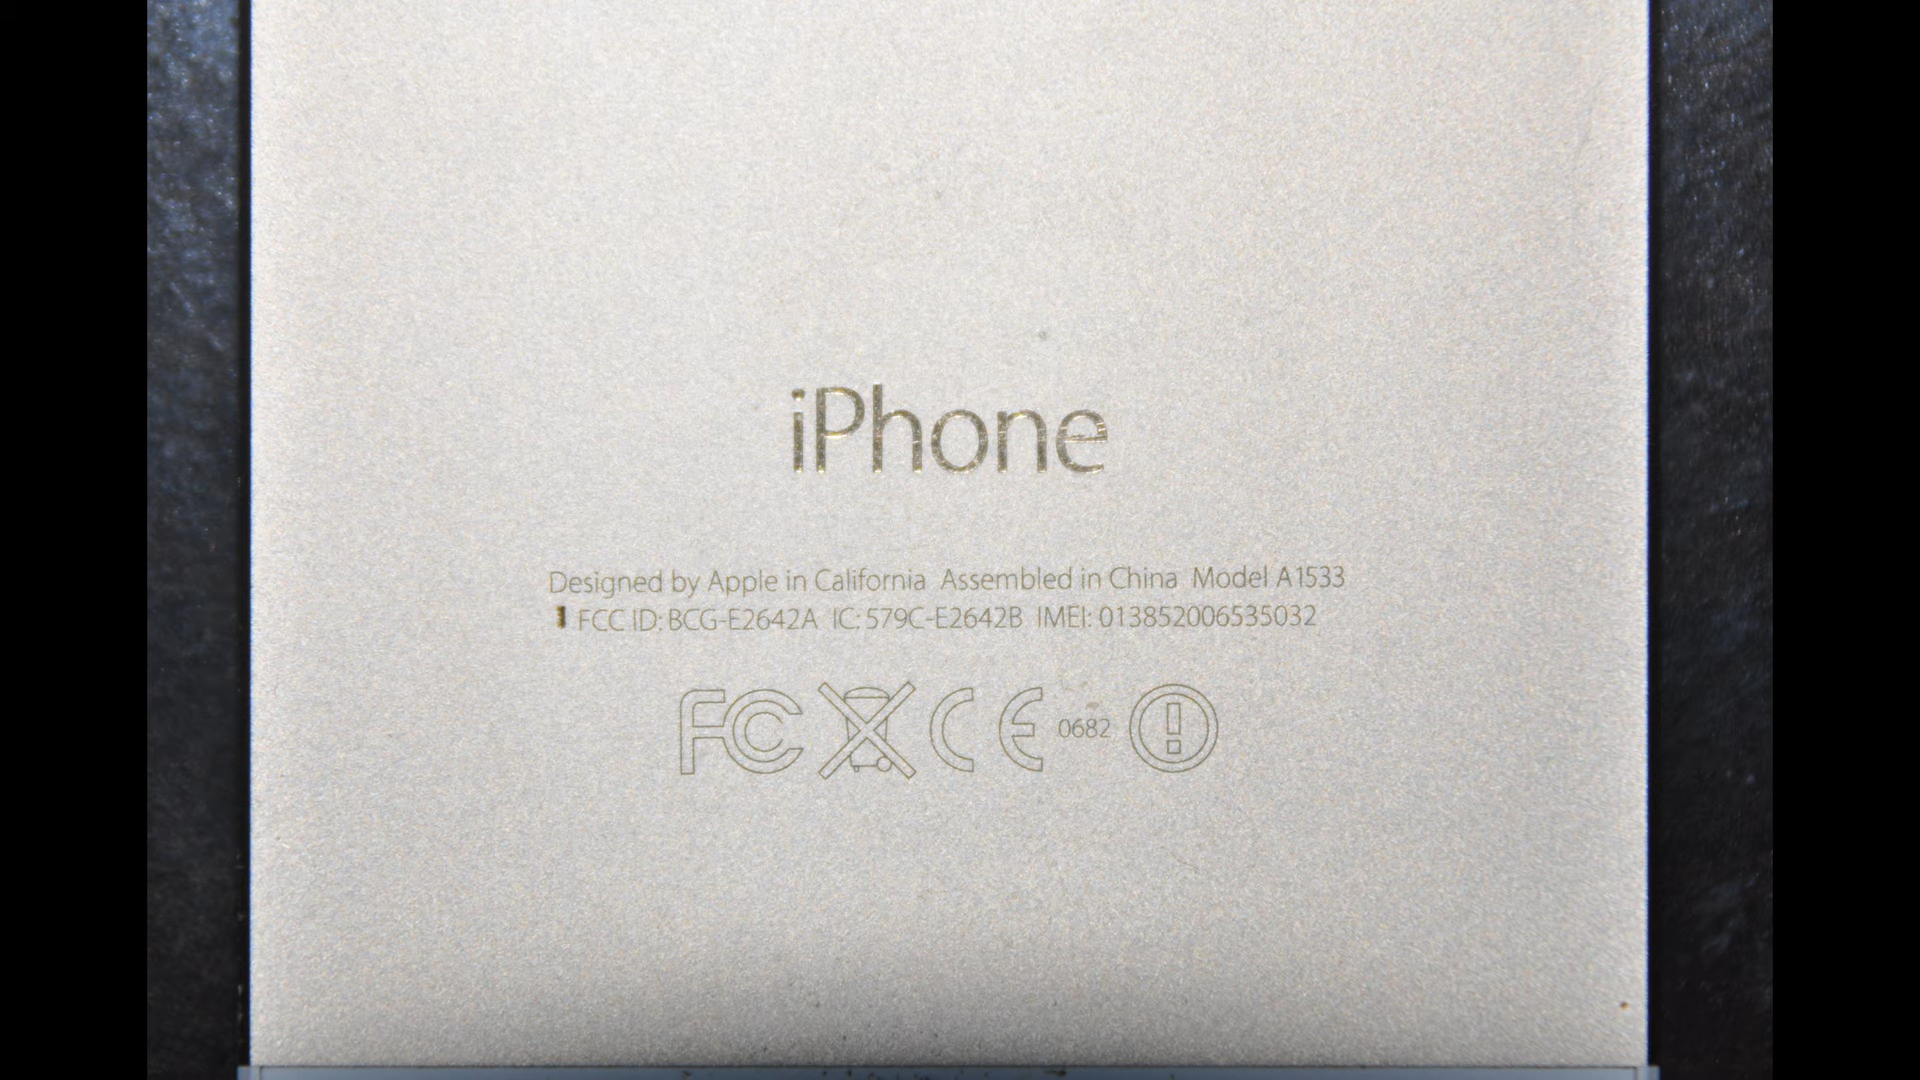 iPhone
Designed by Apple in California Assembled in China Model A1533
FCC ID: BCG-E2642A IC: 579C-E2642B IMEI: 013852006535032
FC CE 0682